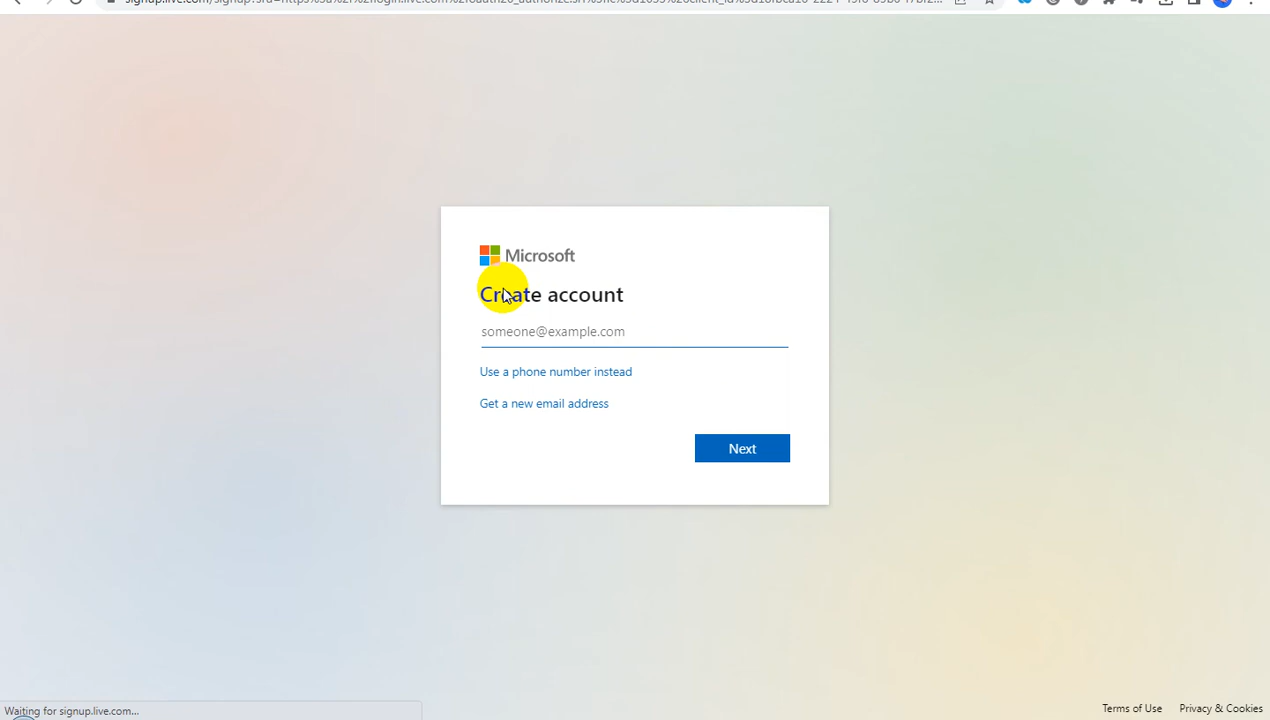 Microsoft
Create account
someone@example.com
Use a phone number instead
Get a new email address
Next
Waiting for signup.live.com...
Terms of Use Privacy & Cookies